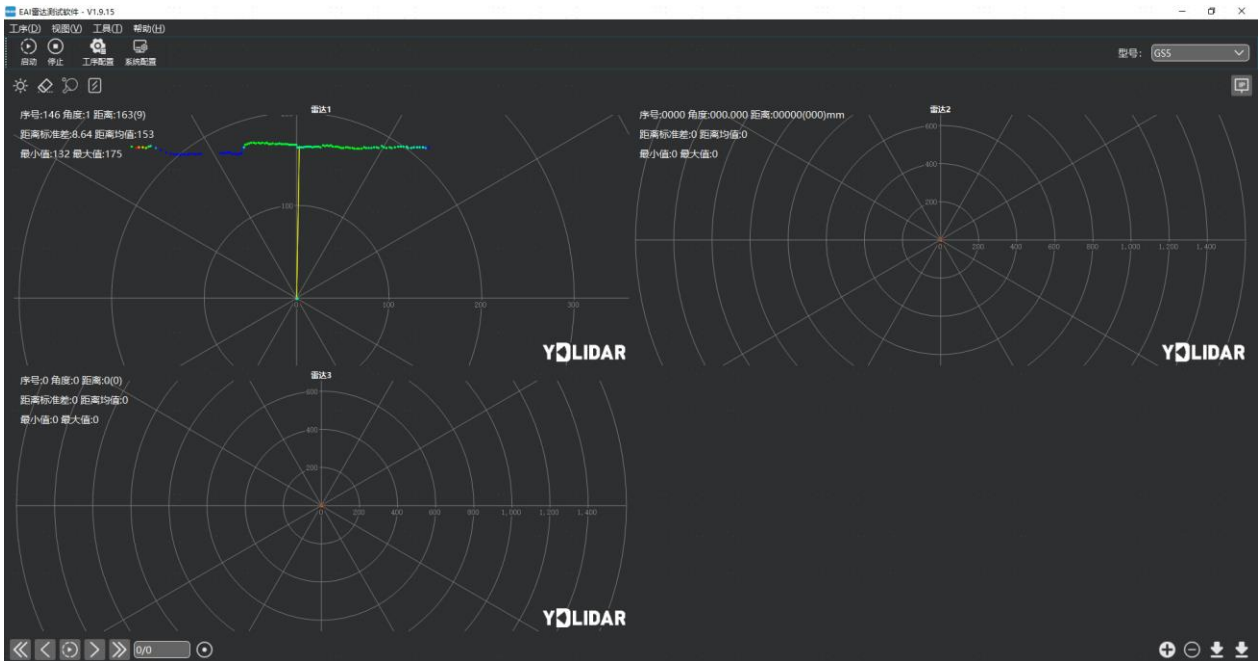 EAI雷达测试软件 - V1.9.15
工序(D) 视图(V) 工具(T) 帮助(H)
启动 停止 工序配置 系统配置
型号: GS5
雷达1
序号:146 角度:1 距离:163(9)
距离标准差:8.64 距离均值:153
最小值:132 最大值:175
100
0 100 200 300
YDLIDAR
雷达2
序号:0000 角度:000.000 距离:00000(000)mm
距离标准差:0 距离均值:0
最小值:0 最大值:0
600
400
200
0 200 400 600 800 1,000 1,200 1,400
YDLIDAR
雷达3
序号:0 角度:0 距离:0(0)
距离标准差:0 距离均值:0
最小值:0 最大值:0
600
400
200
0 200 400 600 800 1,000 1,200 1,400
YDLIDAR
0/0